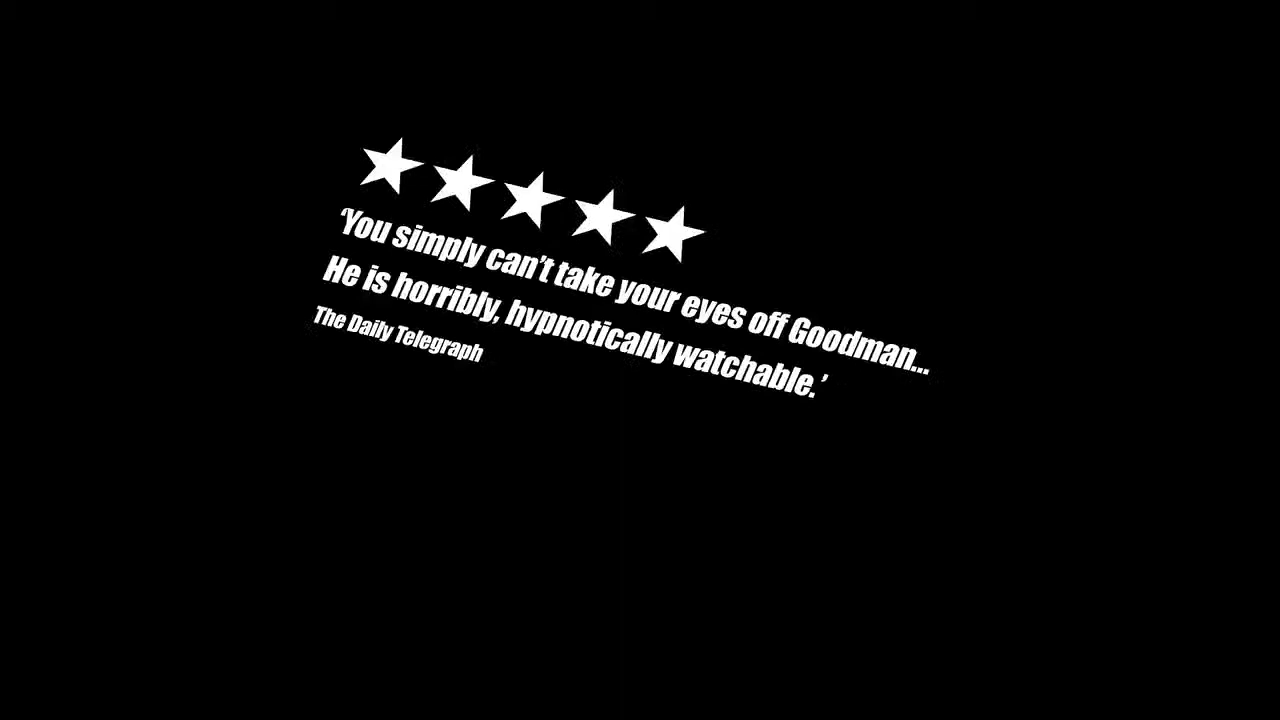 ‘You simply can’t take your eyes off Goodman...
He is horribly, hypnotically watchable.’
The Daily Telegraph